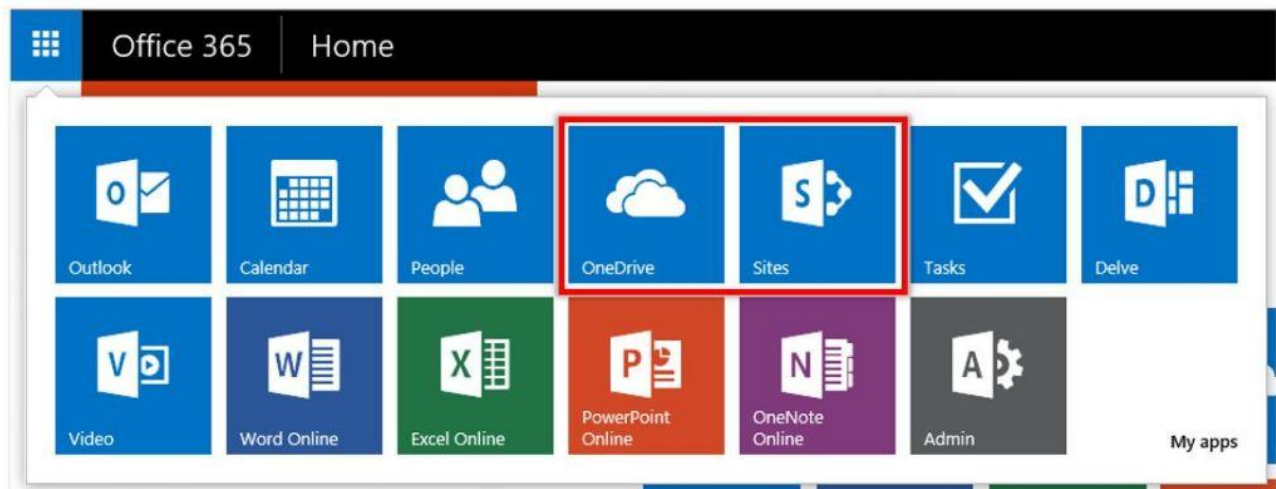 Office 365 Home
O
S
D
Outlook Calendar People OneDrive Sites Tasks Delve
V
W
X
P
N
A
PowerPoint OneNote
Video Word Online Excel Online Online Online Admin My apps